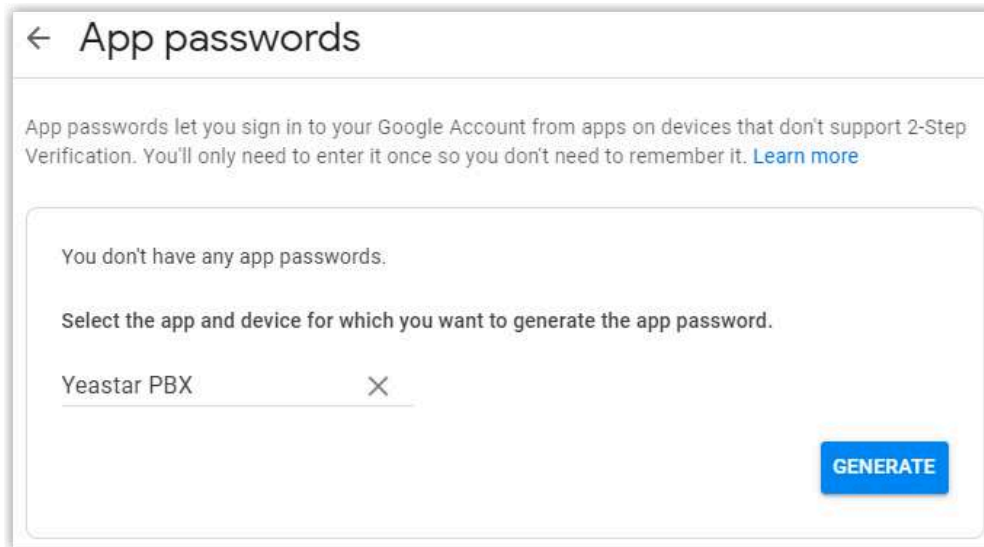 App passwords
App passwords let you sign in to your Google Account from apps on devices that don't support 2-Step
Verification. You'll only need to enter it once so you don't need to remember it. Learn more
You don't have any app passwords.
Select the app and device for which you want to generate the app password.
Yeastar PBX
GENERATE